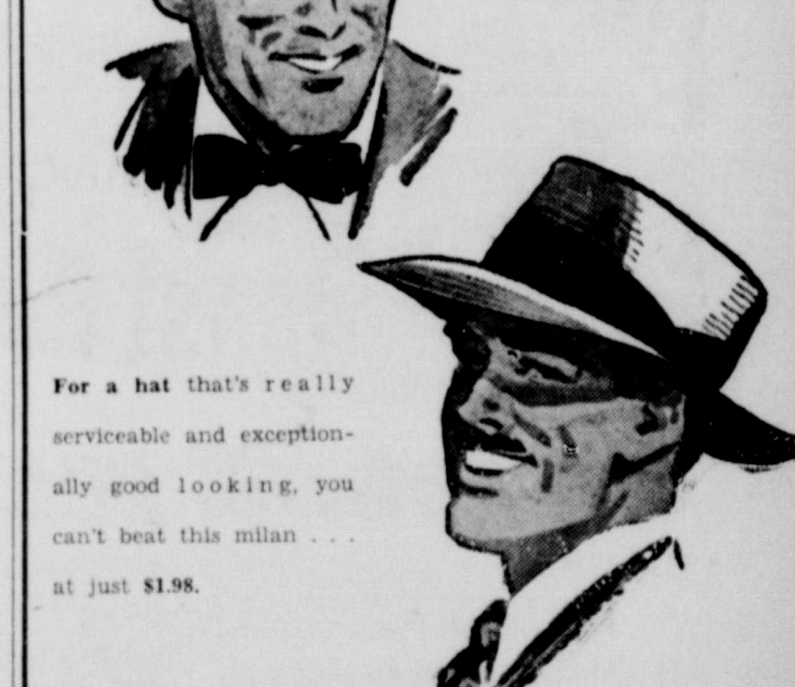 For a hat that's really
serviceable and exception-
ally good looking, you
can't beat this milan . . .
at just $1.98.